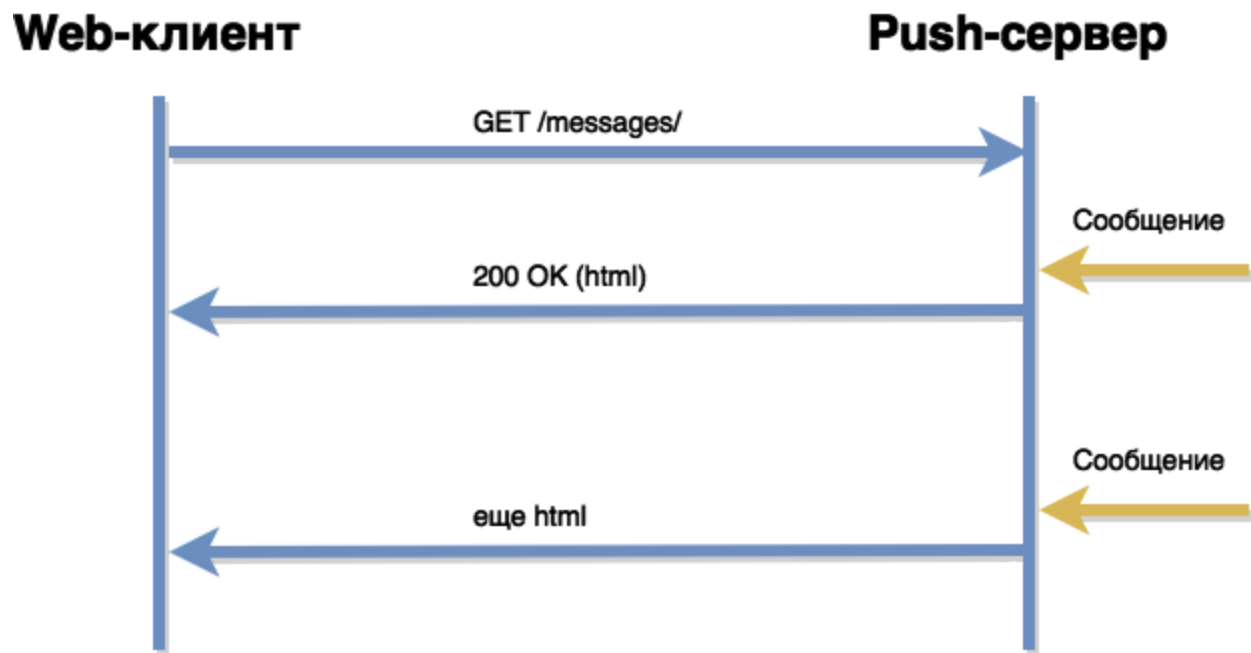 Web-клиент
Push-сервер
GET /messages/
Сообщение
200 OK (html)
Сообщение
еще html